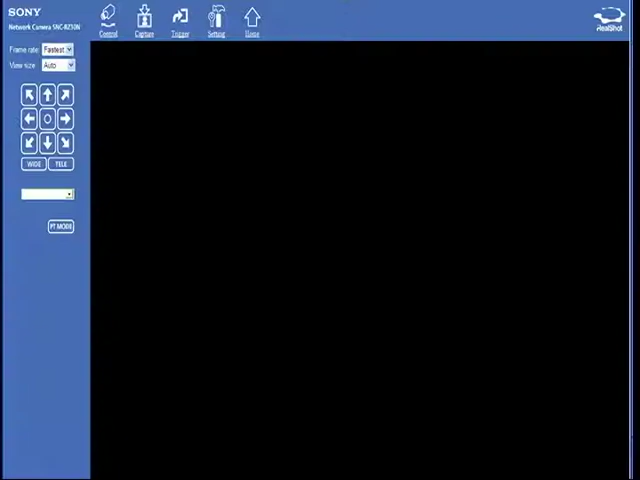 SONY
Network Camera SNC-RZ30N
Control Capture Trigger Setting Home
RealShot
Frame rate: Fastest
View size: Auto
WIDE TELE
PT MODE